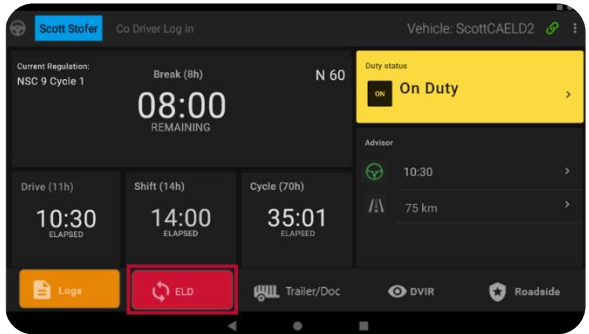 Scott Stofer
Co Driver Log in
Vehicle: ScottCAELD2
Current Regulation:
NSC 9 Cycle 1
Break (8h)
08:00
REMAINING
N 60
Duty status
ON
On Duty
Advisor
10:30
75 km
Drive (11h)
10:30
ELAPSED
Shift (14h)
14:00
ELAPSED
Cycle (70h)
35:01
ELAPSED
Logs
ELD
Trailer/Doc
DVIR
Roadside